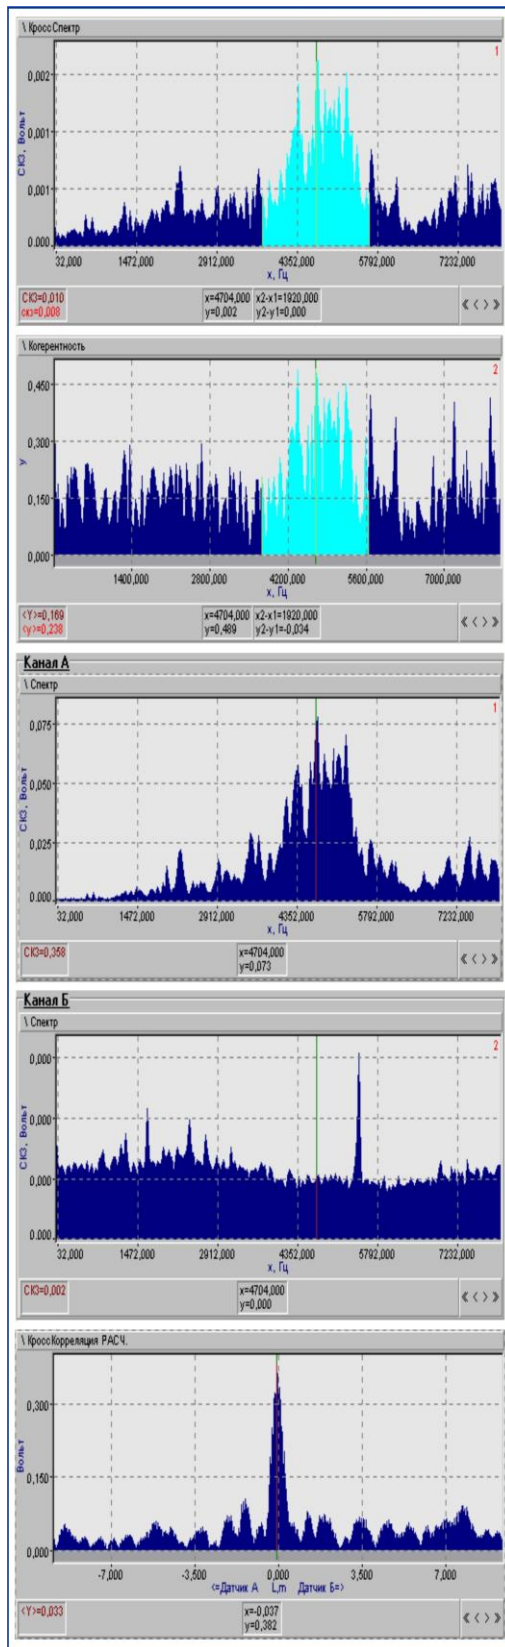 \ КроссСпектр
1
0,002
0,001
0,001
0.000
СКЗ, Вольт
32,000 1472,000 2912,000 4352,000 5792,000 7232,000
x, Гц
СКЗ=0,010
скз=0,008
x=4704,000 x2-x1=1920,000
y=0,002 y2-y1=0,000
\ Когерентность
2
0,450
0,300
0,150
0,000
У
1400,000 2800,000 4200,000 5600,000 7000,000
x, Гц
<Y>=0,169
<y>=0,238
x=4704,000 x2-x1=1920,000
y=0,489 y2-y1=-0,034
Канал А
\ Спектр
1
0,075
0,050
0,025
0.000
СКЗ, Вольт
32,000 1472,000 2912,000 4352,000 5792,000 7232,000
x, Гц
СКЗ=0,358
x=4704,000
y=0,073
Канал Б
\ Спектр
2
0,000
0,000
0,000
0.000
СКЗ, Вольт
32,000 1472,000 2912,000 4352,000 5792,000 7232,000
x, Гц
СКЗ=0,002
x=4704,000
y=0,000
\ КроссКорреляция РАСЧ.
0,300
0,150
0,000
Вольт
-7,000 -3,500 0,000 3,500 7,000
<=Датчик А L,m Датчик Б=>
<Y>=0,033
x=-0,037
y=0,382